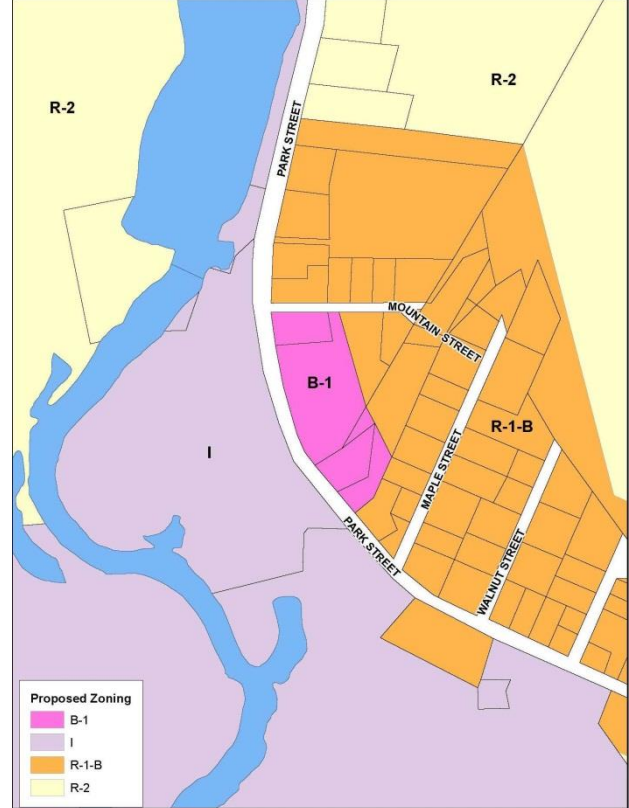 R-2
R-2
PARK STREET
MOUNTAIN STREET
B-1
R-1-B
I
MAPLE STREET
PARK STREET
WALNUT STREET
Proposed Zoning
B-1
I
R-1-B
R-2